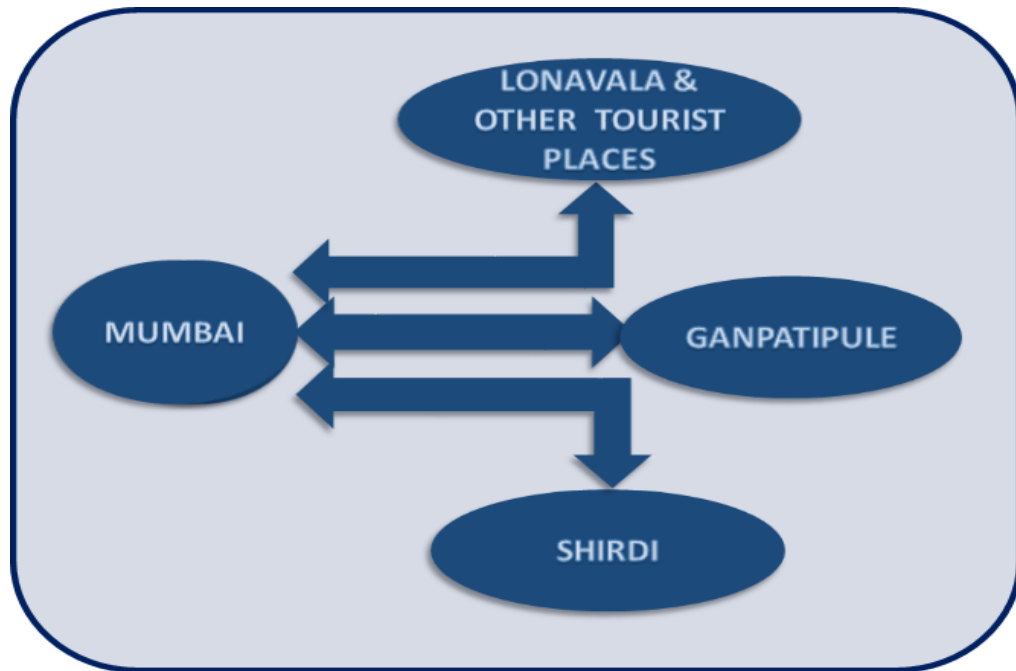 LONAVALA &
OTHER TOURIST
PLACES
MUMBAI
GANPATIPULE
SHIRDI